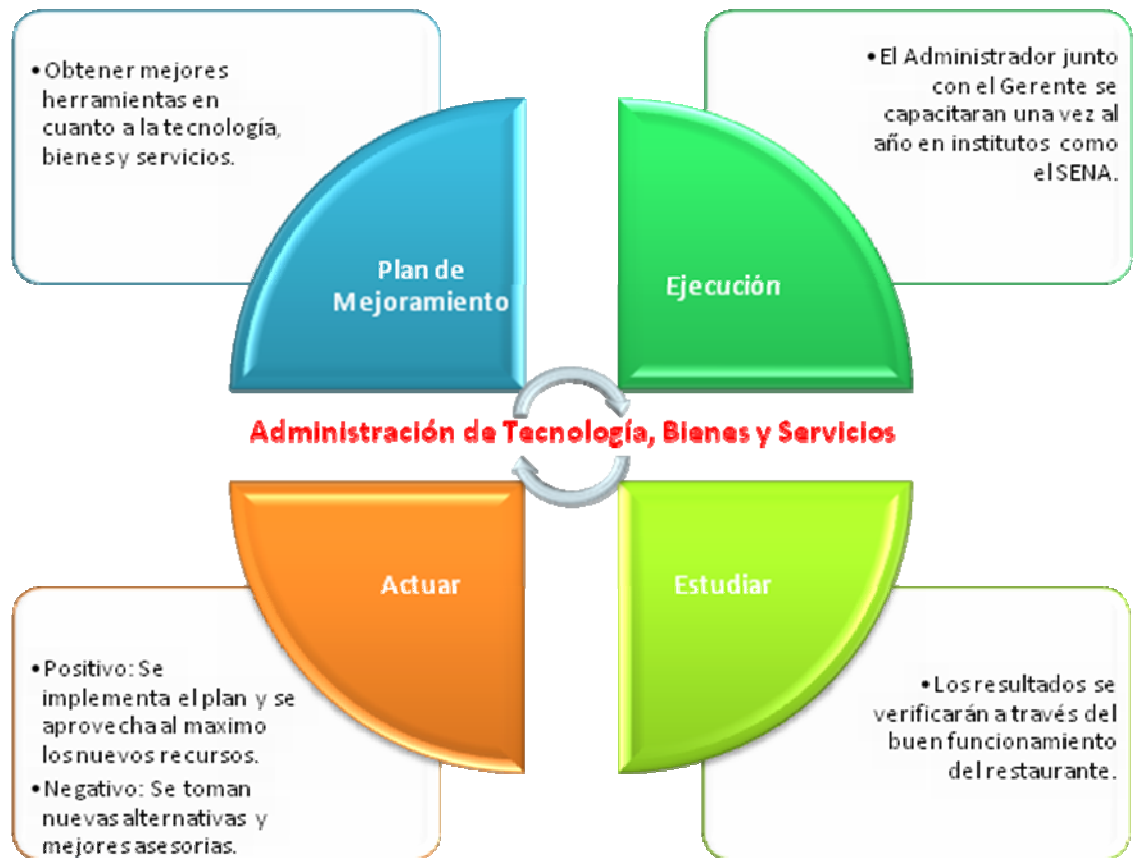 •Obtener mejores
herramientas en
cuanto a la tecnología,
bienes y servicios.
•El Administrador junto
con el Gerente se
capacitaran una vez al
año en institutos como
el SENA.
Plan de
Mejoramiento
Ejecución
Administración de Tecnología, Bienes y Servicios
Actuar
Estudiar
•Positivo: Se
implementa el plan y se
aprovecha al maximo
los nuevos recursos.
•Negativo: Se toman
nuevas alternativas y
mejores asesorias.
•Los resultados se
verificarán a través del
buen funcionamiento
del restaurante.